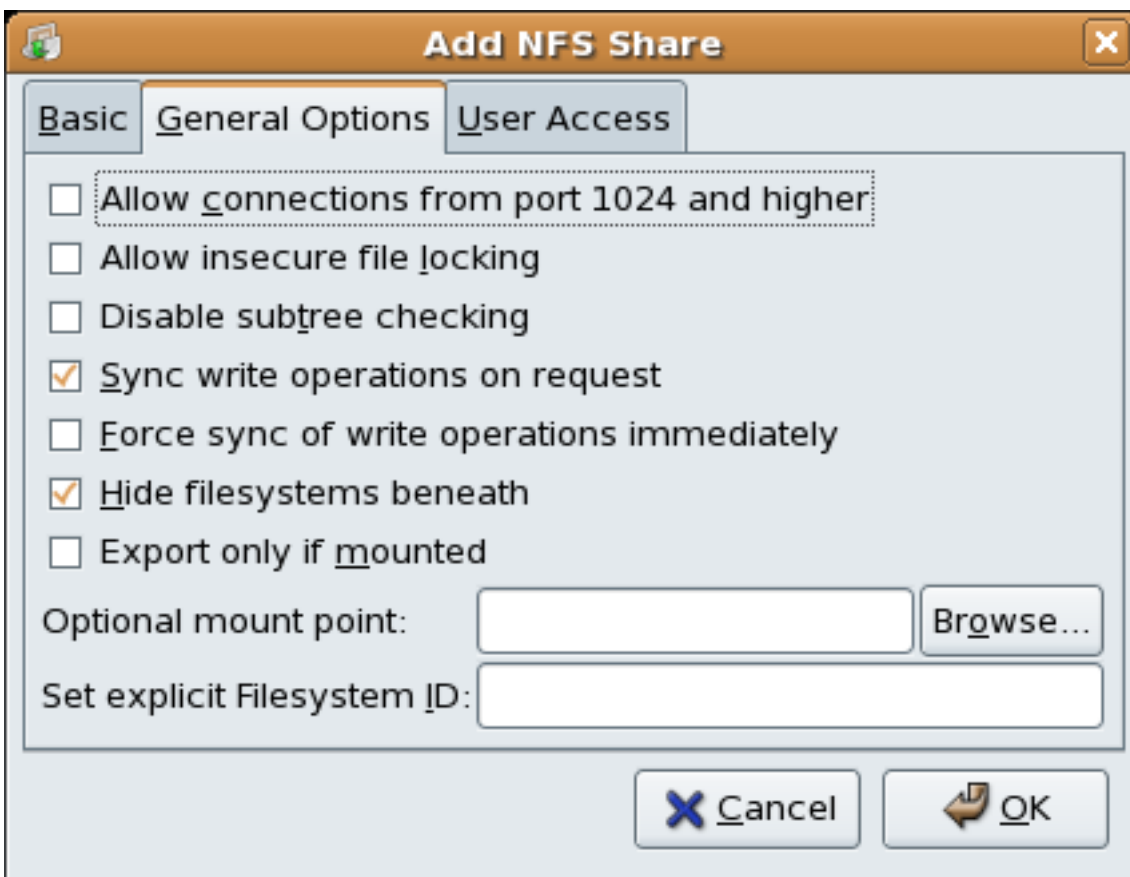 Add NFS Share
Basic General Options User Access
Allow connections from port 1024 and higher
Allow insecure file locking
Disable subtree checking
Sync write operations on request
Force sync of write operations immediately
Hide filesystems beneath
Export only if mounted
Optional mount point: Browse...
Set explicit Filesystem ID:
Cancel OK